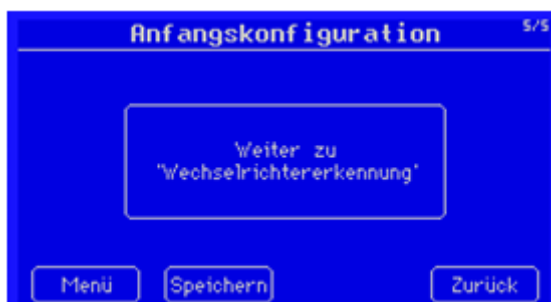 Anfangskonfiguration 5/5
Weiter zu
'Wechselrichtererkennung'
Menü Speichern Zurück